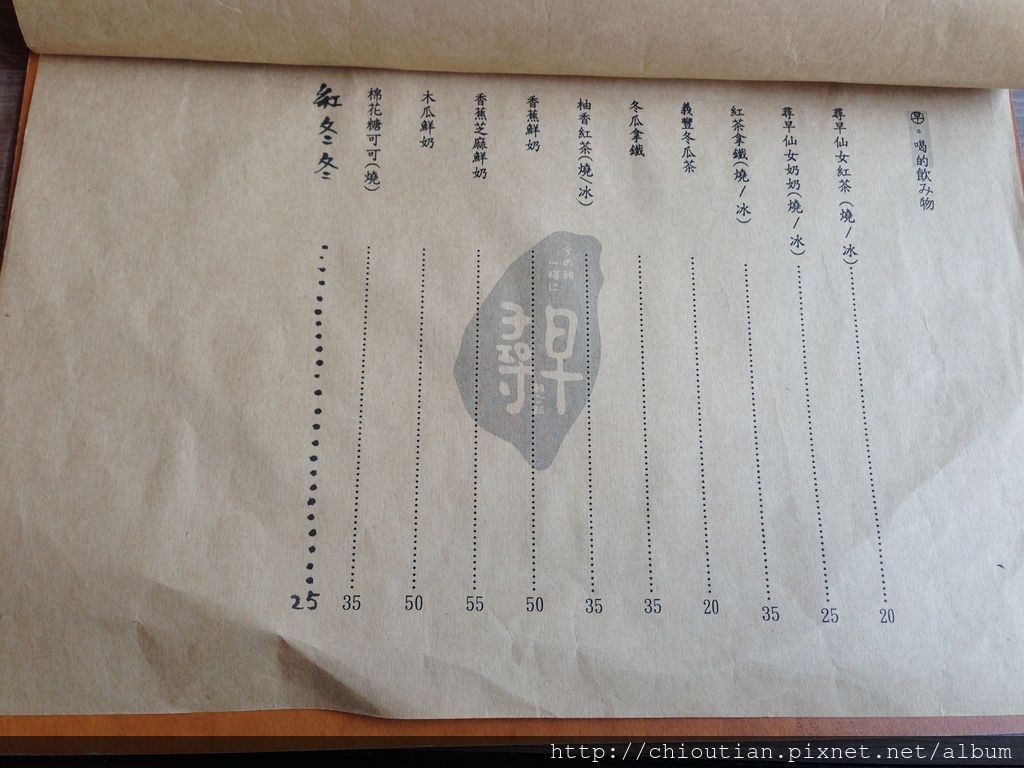 早。喝的飲み物
尋早仙女紅茶(燒/冰) 20
尋早仙女奶奶(燒/冰) 25
紅茶拿鐵(燒/冰) 35
義豐冬瓜茶 20
冬瓜拿鐵 35
柚香紅茶(燒/冰) 35
香蕉鮮奶 50
香蕉芝麻鮮奶 55
木瓜鮮奶 50
棉花糖可可(燒) 35
紅冬冬 25
尋早
http://chioutian.pixnet.net/album